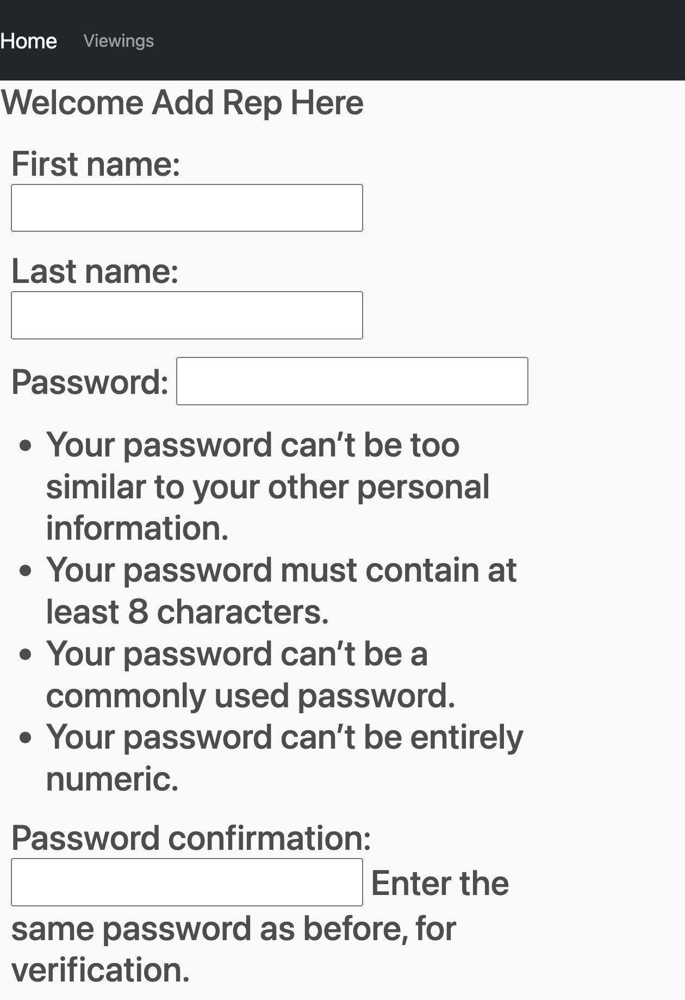 Home Viewings
Welcome Add Rep Here
First name:
Last name:
Password:
• Your password can’t be too
similar to your other personal
information.
• Your password must contain at
least 8 characters.
• Your password can’t be a
commonly used password.
• Your password can’t be entirely
numeric.
Password confirmation:
Enter the
same password as before, for
verification.